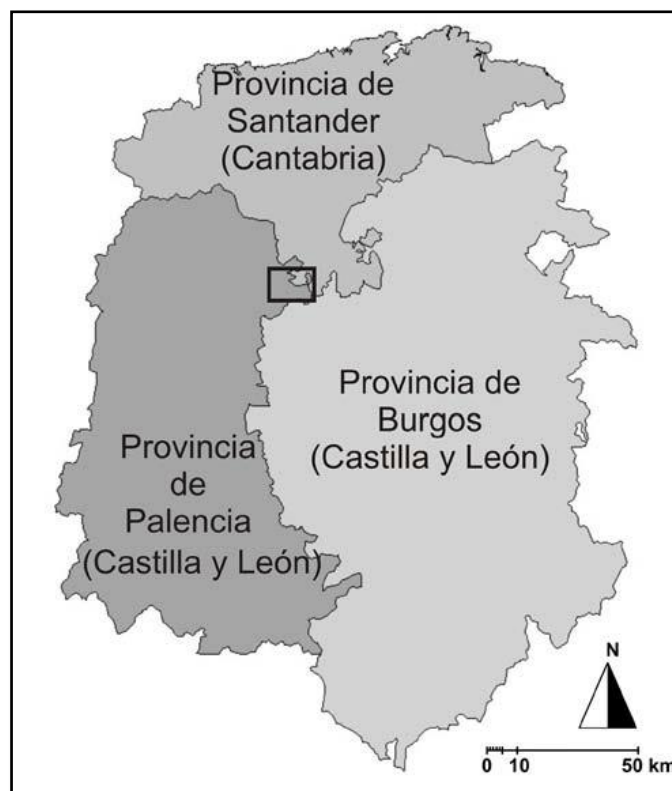 Provincia de
Santander
(Cantabria)
Provincia de
Burgos
(Castilla y León)
Provincia
de
Palencia
(Castilla y León)
N
0 10 50 km